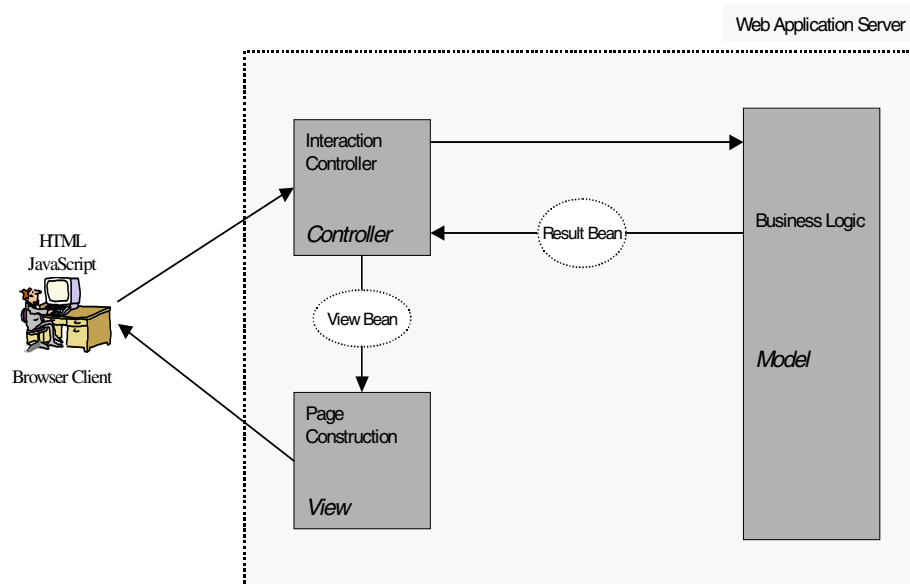 Web Application Server
Interaction
Controller
Controller
Result Bean
Business Logic
Model
HTML
JavaScript
Browser Client
View Bean
Page
Construction
View